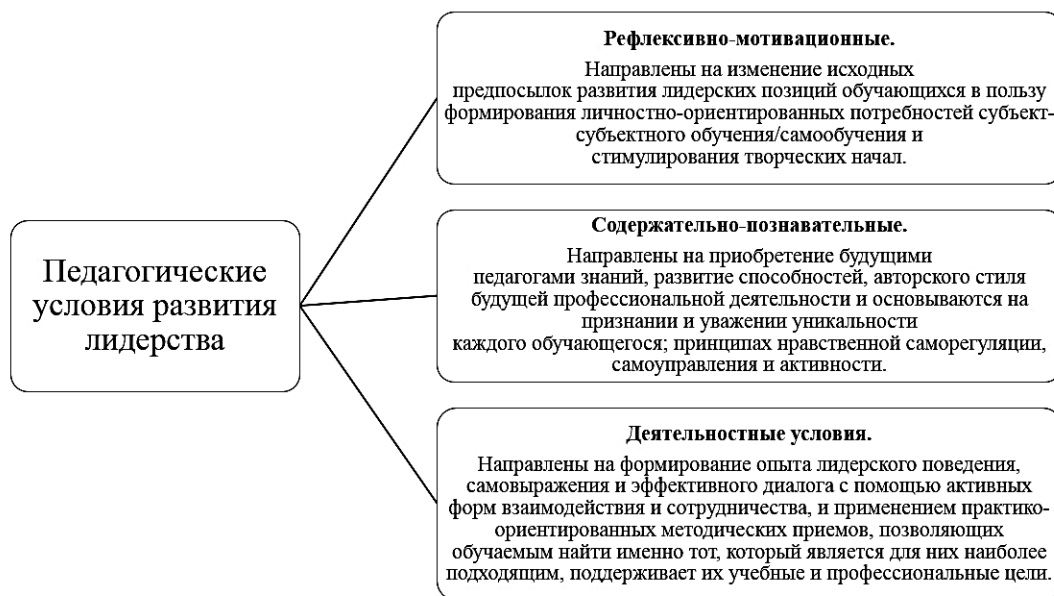 Педагогические
условия развития
лидерства
Рефлексивно-мотивационные.
Направлены на изменение исходных
предпосылок развития лидерских позиций обучающихся в пользу
формирования личностно-ориентированных потребностей субъект-
субъектного обучения/самообучения и
стимулирования творческих начал.
Содержательно-познавательные.
Направлены на приобретение будущими
педагогами знаний, развитие способностей, авторского стиля
будущей профессиональной деятельности и основываются на
признании и уважении уникальности
каждого обучающегося; принципах нравственной саморегуляции,
самоуправления и активности.
Деятельностные условия.
Направлены на формирование опыта лидерского поведения,
самовыражения и эффективного диалога с помощью активных
форм взаимодействия и сотрудничества, и применением практико-
ориентированных методических приемов, позволяющих
обучаемым найти именно тот, который является для них наиболее
подходящим, поддерживает их учебные и профессиональные цели.